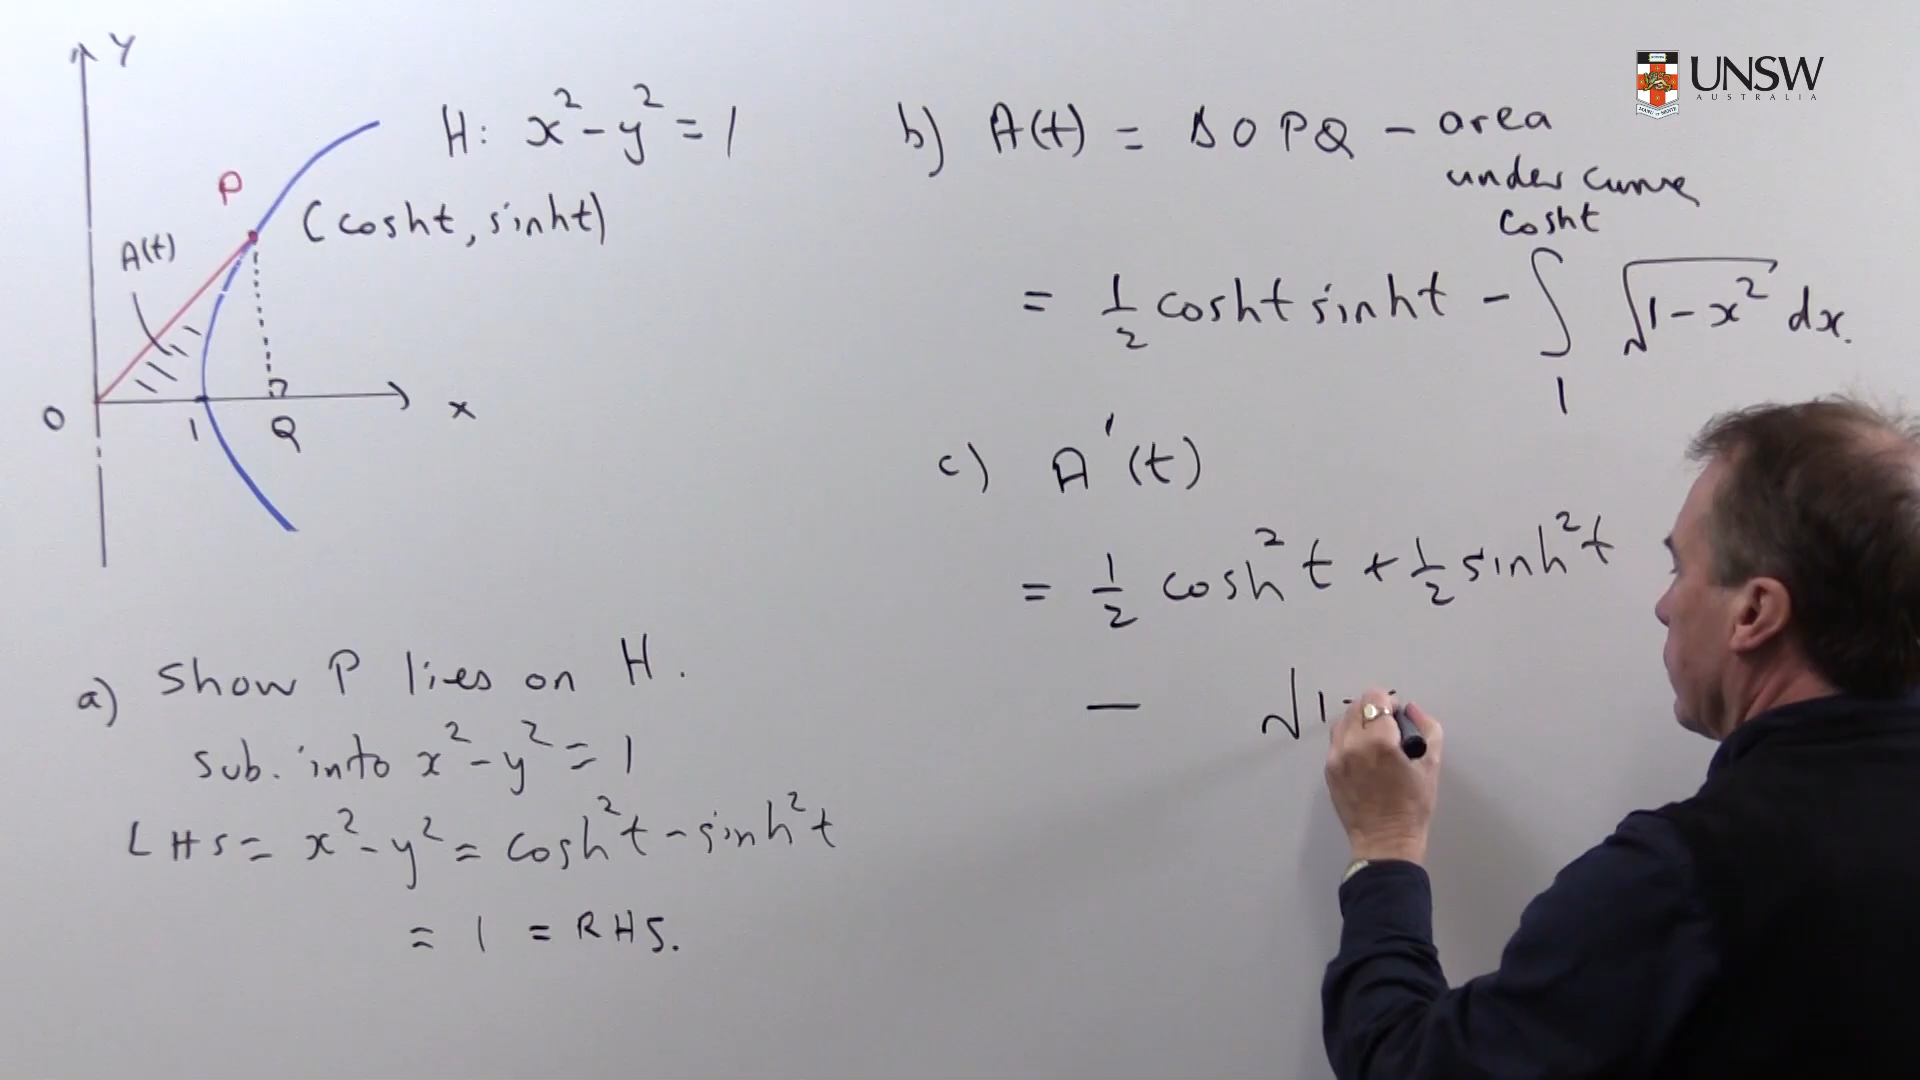 y
H: x² - y² = 1
P
(cosht, sinht)
A(t)
O
1
Q
x
a) Show P lies on H.
sub. into x² - y² = 1
LHS = x² - y² = cosh²t - sinh²t
= 1 = RHS.
b) A(t) = Δ O P Q - area
under curve
= ½ cosht sinht - ∫₁^cosht √(1 - x²) dx.
c) A'(t)
= ½ cosh²t + ½ sinh²t
- √1 -
UNSW
AUSTRALIA